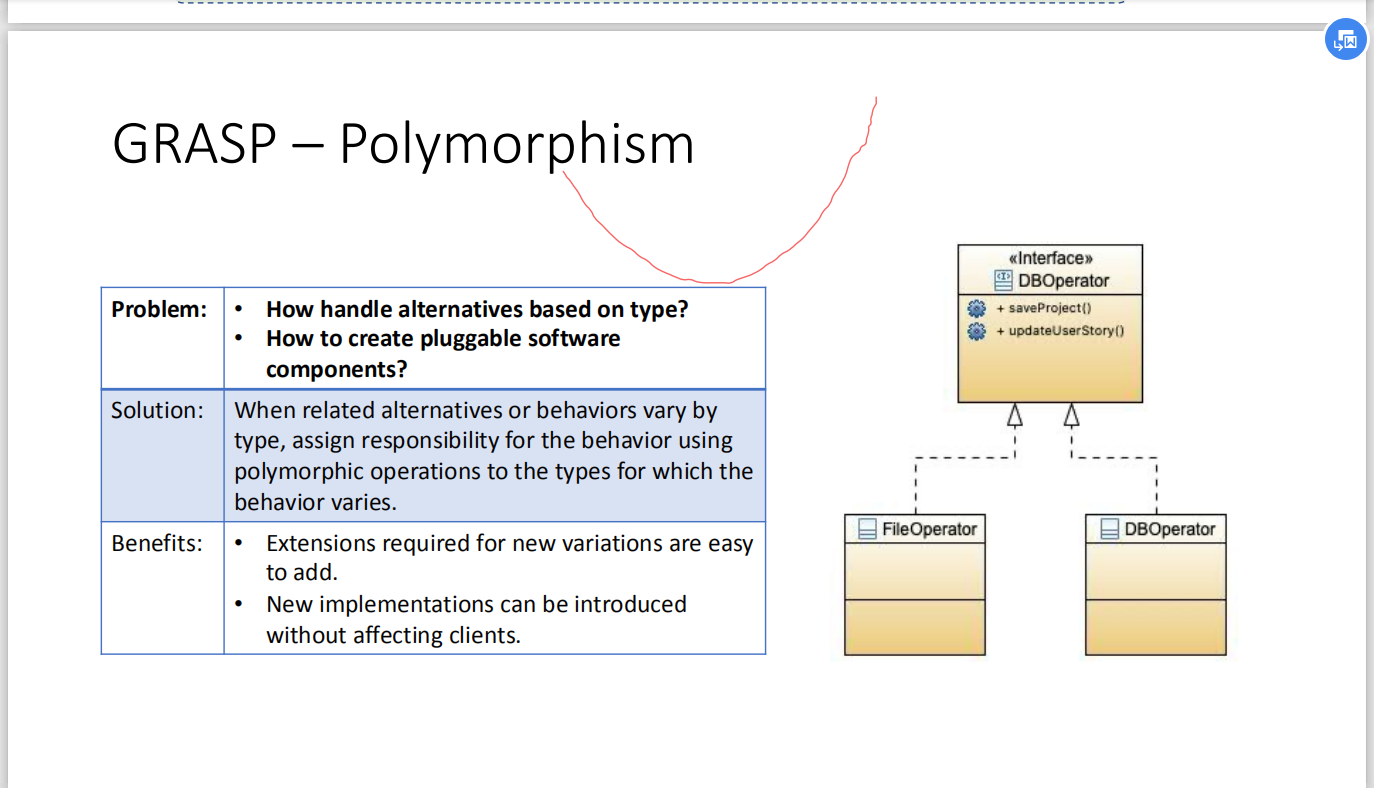 GRASP – Polymorphism
Problem:
• How handle alternatives based on type?
• How to create pluggable software
components?
Solution:
When related alternatives or behaviors vary by
type, assign responsibility for the behavior using
polymorphic operations to the types for which the
behavior varies.
Benefits:
• Extensions required for new variations are easy
to add.
• New implementations can be introduced
without affecting clients.
«Interface»
DBOperator
+ saveProject()
+ updateUserStory()
FileOperator
DBOperator